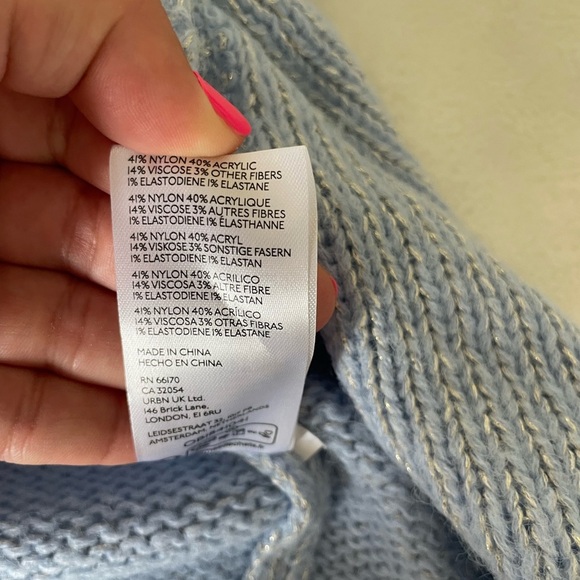 41% NYLON 40% ACRYLIC
14% VISCOSE 3% OTHER FIBERS
1% ELASTODIENE 1% ELASTANE
41% NYLON 40% ACRYLIQUE
14% VISCOSE 3% AUTRES FIBRES
1% ELASTODIENE 1% ÉLASTHANNE
41% NYLON 40% ACRYL
14% VISKOSE 3% SONSTIGE FASERN
1% ELASTODIEN 1% ELASTAN
41% NYLON 40% ACRILICO
14% VISCOSA 3% ALTRE FIBRE
1% ELASTODIENE 1% ELASTAN
41% NYLON 40% ACRÍLICO
14% VISCOSA 3% OTRAS FIBRAS
1% ELASTODIENE 1% ELASTANE
MADE IN CHINA
HECHO EN CHINA
RN 66170
CA 32054
URBN UK Ltd.
146 Brick Lane,
LONDON, E1 6RU
LEIDSESTRAAT
AMSTERDAM,